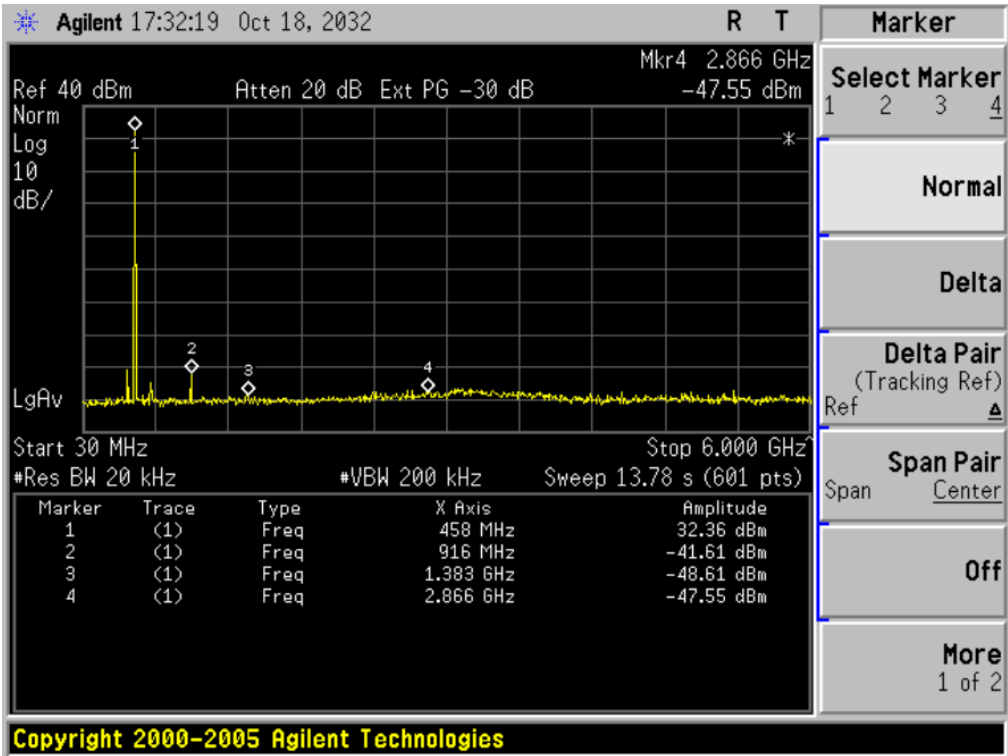 Agilent 17:32:19 Oct 18, 2032 R T
Mkr4 2.866 GHz
Ref 40 dBm Atten 20 dB Ext PG -30 dB -47.55 dBm
Norm
Log
10
dB/
1
2
3
4
LgAv
Start 30 MHz Stop 6.000 GHz^
#Res BW 20 kHz #VBW 200 kHz Sweep 13.78 s (601 pts)
Marker Trace Type X Axis Amplitude
1 (1) Freq 458 MHz 32.36 dBm
2 (1) Freq 916 MHz -41.61 dBm
3 (1) Freq 1.383 GHz -48.61 dBm
4 (1) Freq 2.866 GHz -47.55 dBm
Marker
Select Marker
1 2 3 4
Normal
Delta
Delta Pair
(Tracking Ref)
Ref Δ
Span Pair
Span Center
Off
More
1 of 2
Copyright 2000-2005 Agilent Technologies